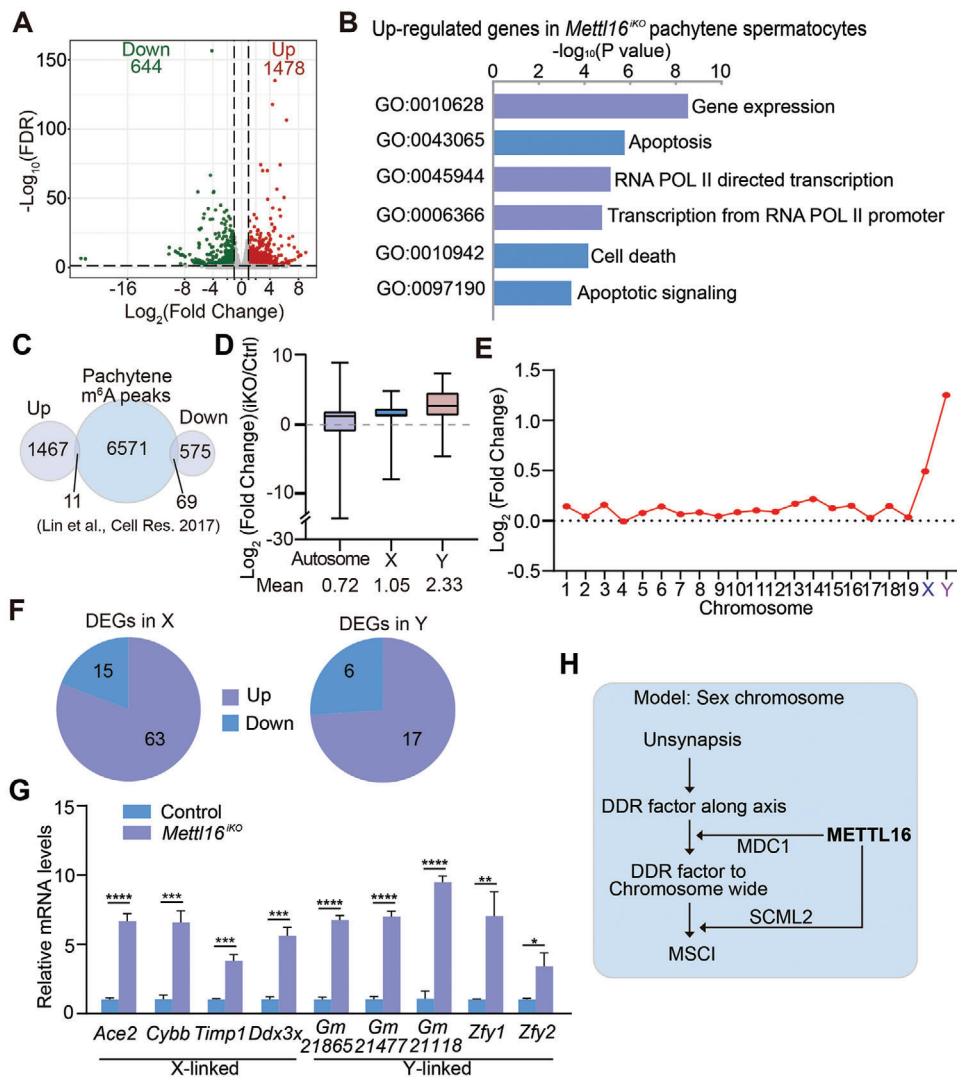 A
Down
644
Up
1478
-Log10(FDR)
150
100
50
0
-16
-12
-8
-4
0
4
8
Log2(Fold Change)
B
Up-regulated genes in Mettl16iKO pachytene spermatocytes
-log10(P value)
0 2 4 6 8 10
GO:0010628 Gene expression
GO:0043065 Apoptosis
GO:0045944 RNA POL II directed transcription
GO:0006366 Transcription from RNA POL II promoter
GO:0010942 Cell death
GO:0097190 Apoptotic signaling
C
Pachytene
m6A peaks
Up
Down
1467
6571
575
11
69
(Lin et al., Cell Res. 2017)
D
Log2 (Fold Change)(iKO/Ctrl)
10
0
-10
-30
Autosome X Y
Mean 0.72 1.05 2.33
E
Log2 (Fold Change)
1.5
1.0
0.5
0.0
-0.5
1 2 3 4 5 6 7 8 9 10 11 12 13 14 15 16 17 18 19 X Y
Chromosome
F
DEGs in X
15
63
Up
Down
DEGs in Y
6
17
G
Relative mRNA levels
15
10
5
0
Control
Mettl16iKO
**** *** *** *** **** **** **** ** *
Ace2 Cybb Timp1 Ddx3x Gm Gm Gm Zfy1 Zfy2
21865 21477 21118
X-linked Y-linked
H
Model: Sex chromosome
Unsynapsis
DDR factor along axis
METTL16
MDC1
DDR factor to
Chromosome wide
SCML2
MSCI